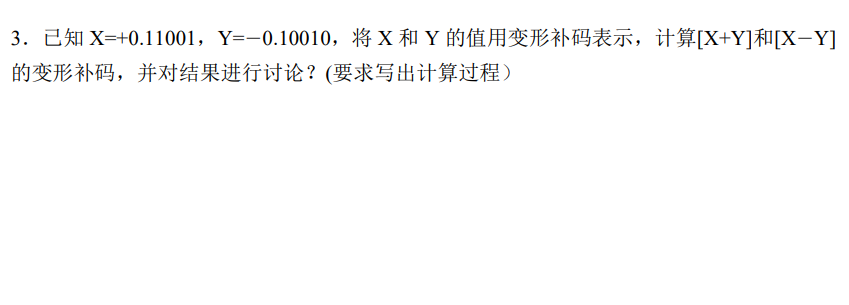 3．已知 X=+0.11001，Y=−0.10010，将 X 和 Y 的值用变形补码表示，计算[X+Y]和[X−Y]
的变形补码，并对结果进行讨论？(要求写出计算过程）